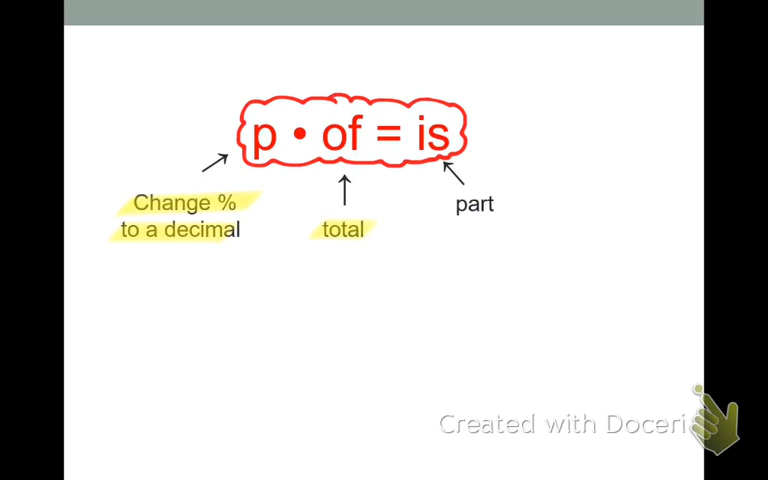 p • of = is
Change %
to a decimal
total
part
Created with Doceri